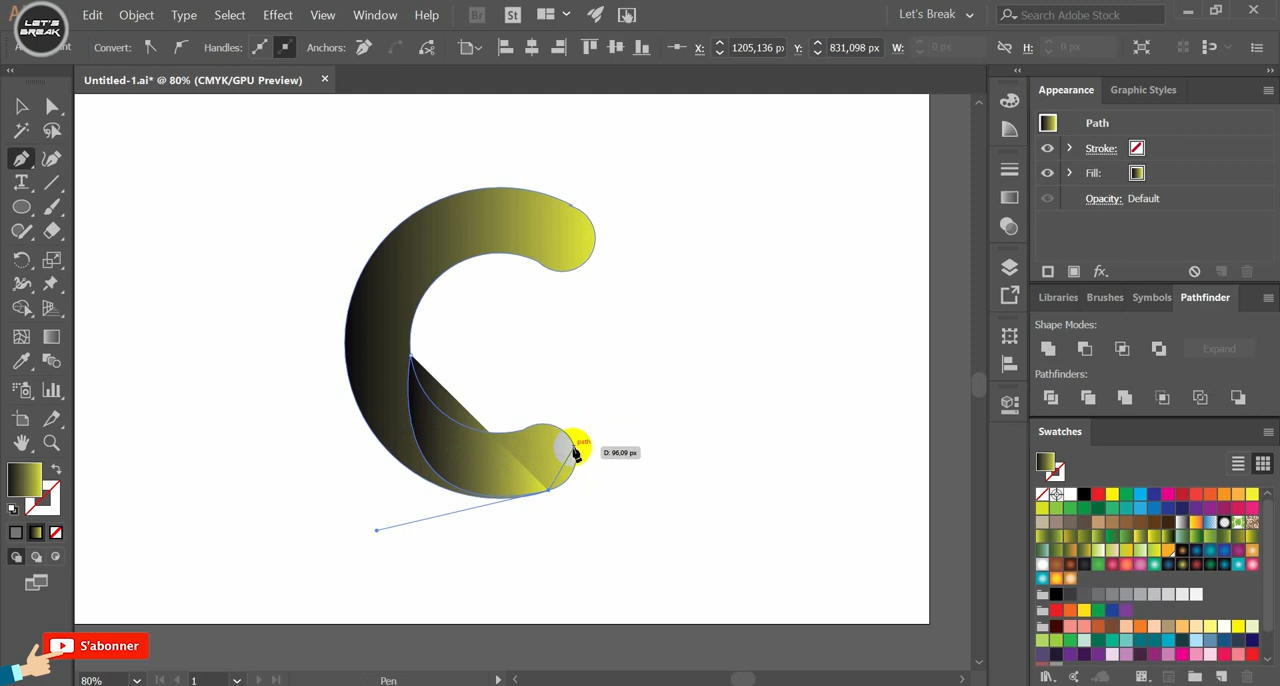 LET'S
BREAK
Edit Object Type Select Effect View Window Help Br St Let's Break Search Adobe Stock
Convert: Handles: Anchors: X: 1205,136 p Y: 831,098 px W: 0 px H: 0 px
Untitled-1.ai* @ 80% (CMYK/GPU Preview) ×
Appearance Graphic Styles
Path
Stroke:
Fill:
Opacity: Default
fx
Libraries Brushes Symbols Pathfinder
Shape Modes:
Expand
Pathfinders:
Swatches
path
D: 96,09 px
S'abonner
80% 1 Pen